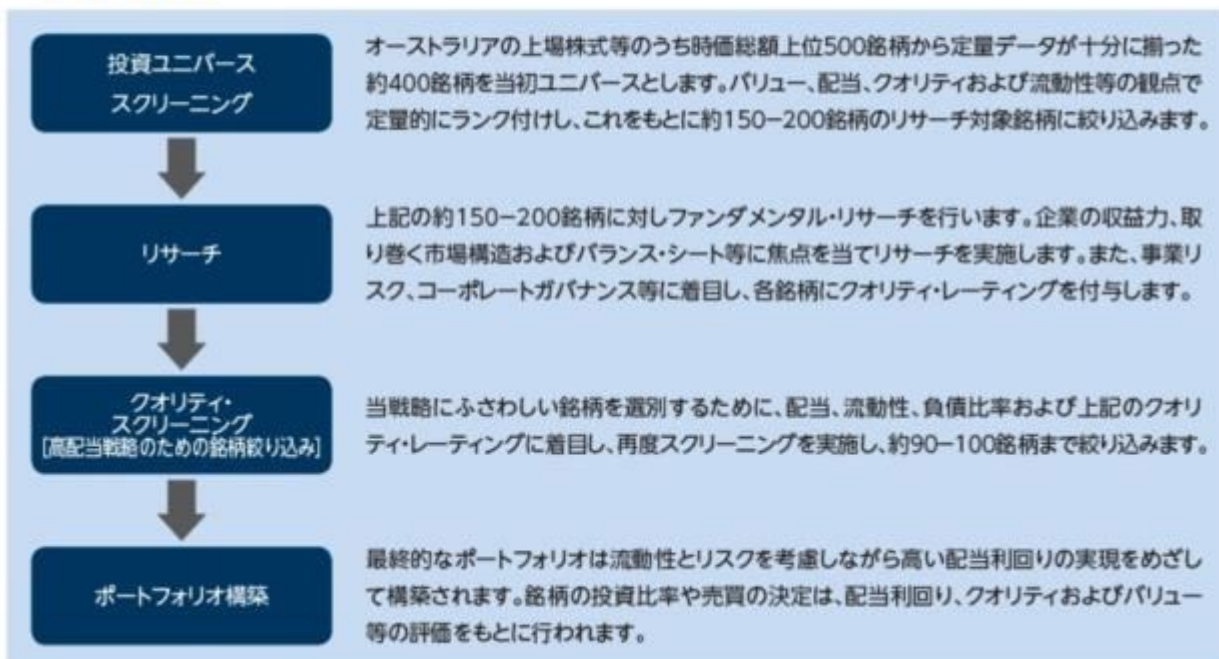 投資ユニバース
スクリーニング
オーストラリアの上場株式等のうち時価総額上位500銘柄から定量データが十分に揃った
約400銘柄を当初ユニバースとします。バリュー、配当、クオリティおよび流動性等の観点で
定量的にランク付けし、これをもとに約150−200銘柄のリサーチ対象銘柄に絞り込みます。
リサーチ
上記の約150−200銘柄に対しファンダメンタル・リサーチを行います。企業の収益力、取
り巻く市場構造およびバランス・シート等に焦点を当てリサーチを実施します。また、事業リ
スク、コーポレートガバナンス等に着目し、各銘柄にクオリティ・レーティングを付与します。
クオリティ・
スクリーニング
[高配当戦略のための銘柄絞り込み]
当戦略にふさわしい銘柄を選別するために、配当、流動性、負債比率および上記のクオリ
ティ・レーティングに着目し、再度スクリーニングを実施し、約90−100銘柄まで絞り込みます。
ポートフォリオ構築
最終的なポートフォリオは流動性とリスクを考慮しながら高い配当利回りの実現をめざし
て構築されます。銘柄の投資比率や売買の決定は、配当利回り、クオリティおよびバリュー
等の評価をもとに行われます。